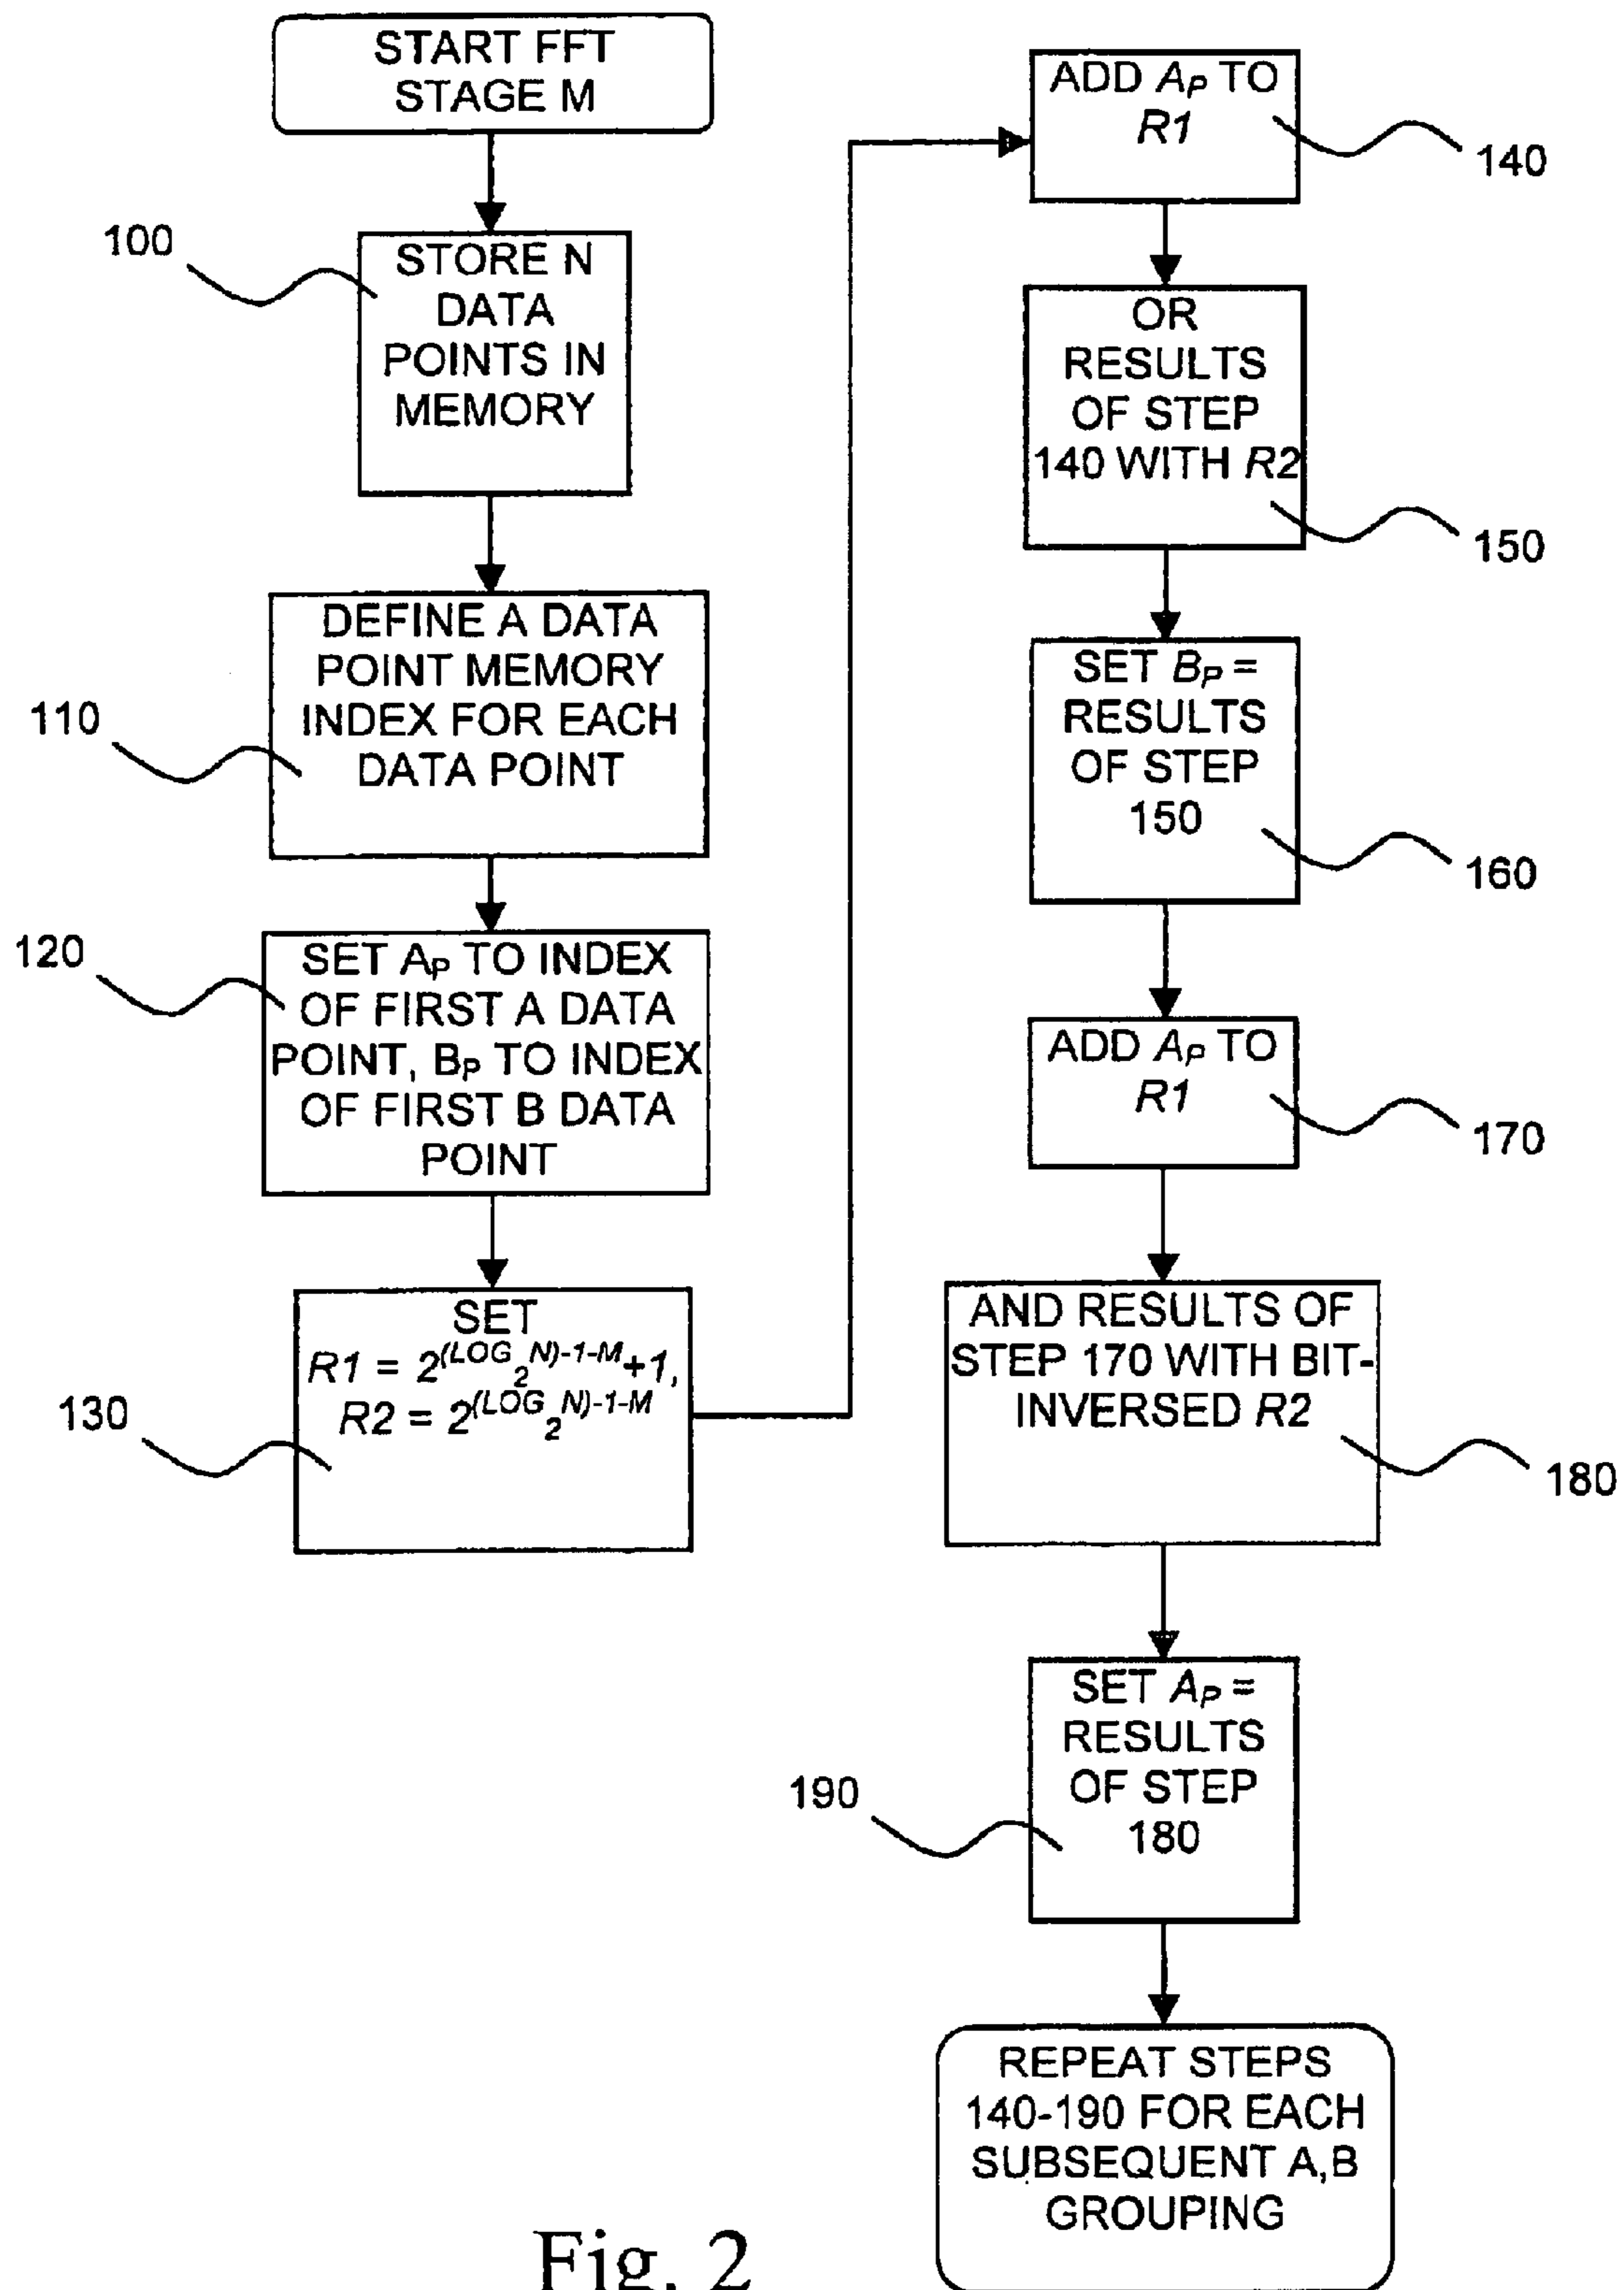 START FFT
STAGE M
100
STORE N
DATA
POINTS IN
MEMORY
110
DEFINE A DATA
POINT MEMORY
INDEX FOR EACH
DATA POINT
120
SET AP TO INDEX
OF FIRST A DATA
POINT, BP TO INDEX
OF FIRST B DATA
POINT
130
SET
R1 = 2^(LOG_2 N)-1-M+1,
R2 = 2^(LOG_2 N)-1-M
ADD AP TO
R1
140
OR
RESULTS
OF STEP
140 WITH R2
150
SET BP =
RESULTS
OF STEP
150
160
ADD AP TO
R1
170
AND RESULTS OF
STEP 170 WITH BIT-
INVERSED R2
180
SET AP =
RESULTS
OF STEP
180
190
REPEAT STEPS
140-190 FOR EACH
SUBSEQUENT A,B
GROUPING
Fig. 2